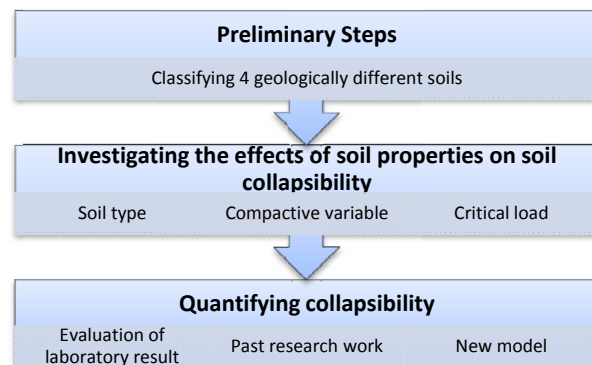 Preliminary Steps
Classifying 4 geologically different soils
Investigating the effects of soil properties on soil
collapsibility
Soil type
Compactive variable
Critical load
Quantifying collapsibility
Evaluation of
laboratory result
Past research work
New model